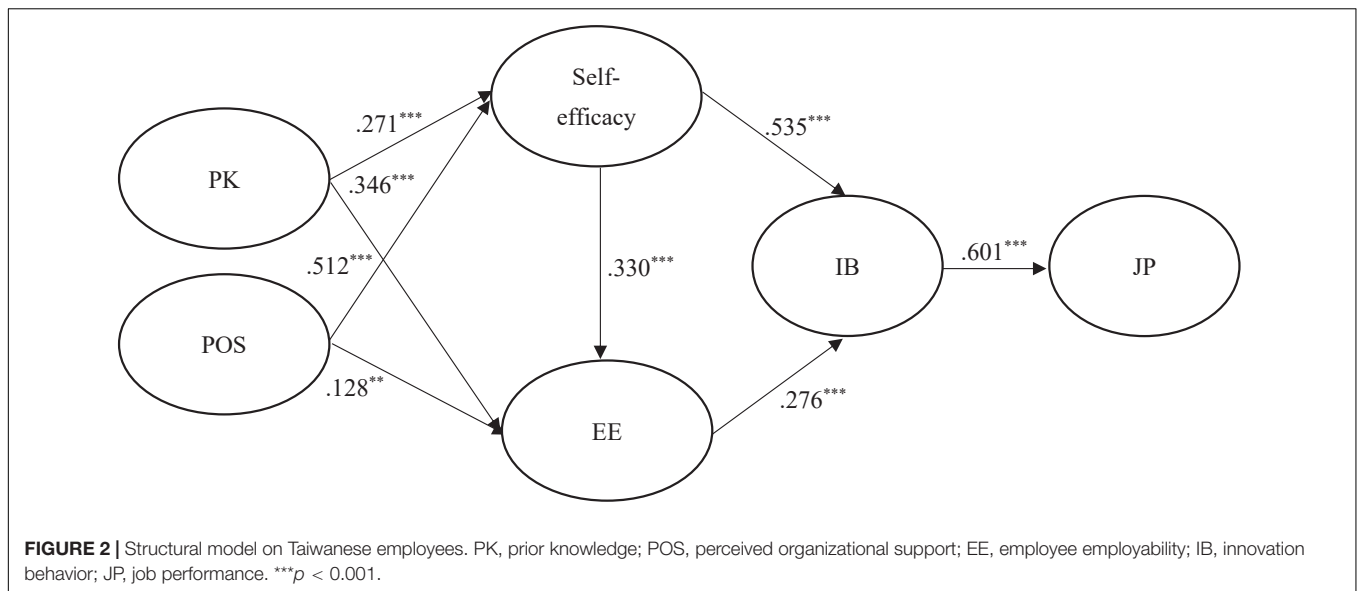 Self-
efficacy
.271***
.535***
PK
.346***
.512***
.330***
IB
.601***
JP
POS
.128**
.276***
EE
FIGURE 2 | Structural model on Taiwanese employees. PK, prior knowledge; POS, perceived organizational support; EE, employee employability; IB, innovation
behavior; JP, job performance. ***p < 0.001.